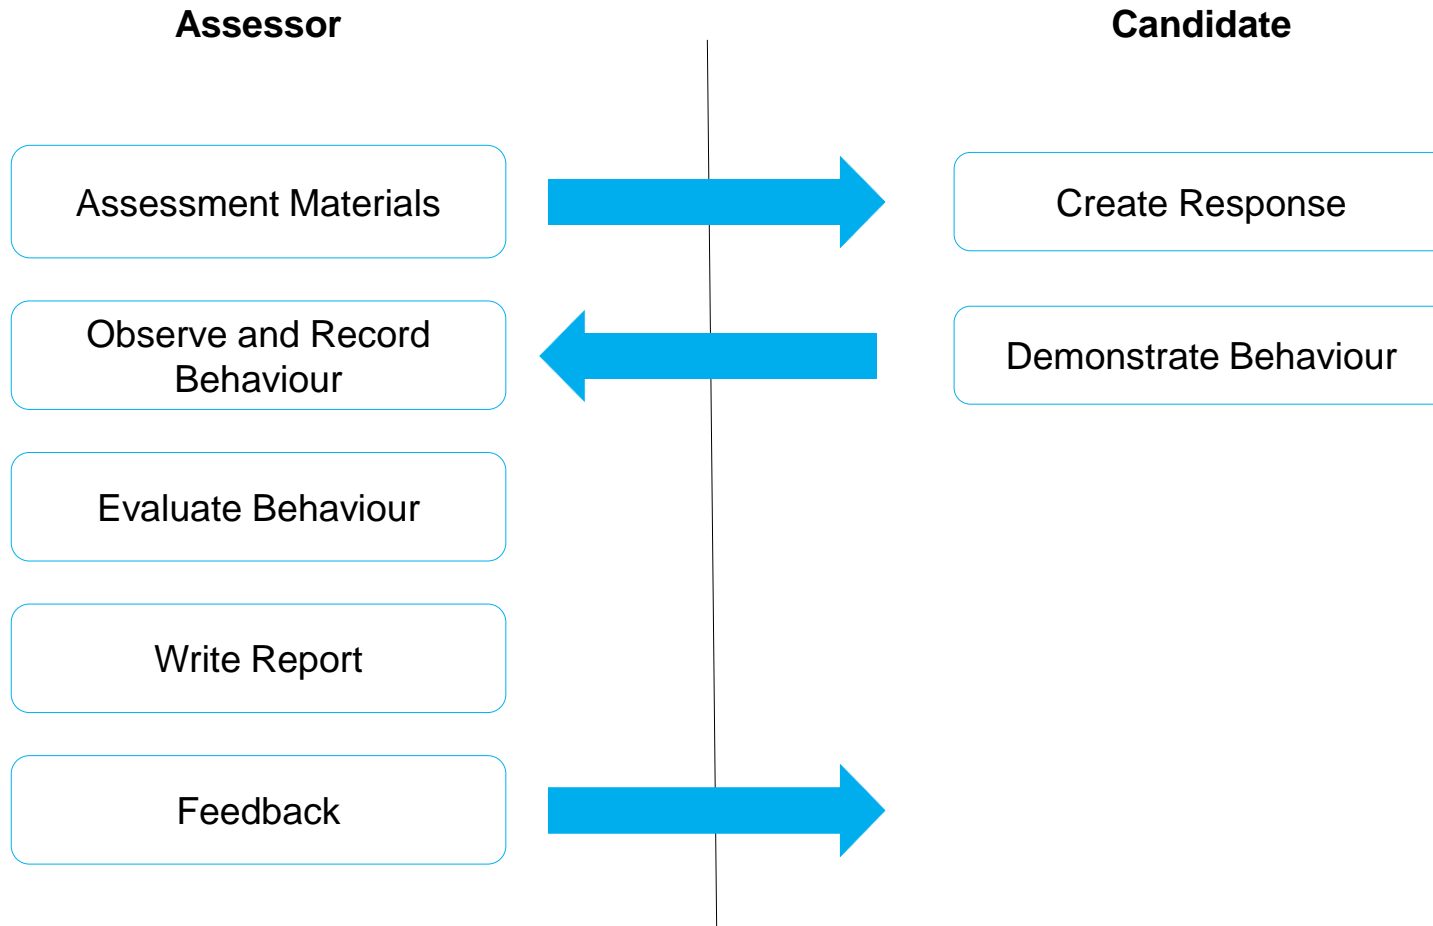 Assessor
Candidate
Assessment Materials
Create Response
Observe and Record
Behaviour
Demonstrate Behaviour
Evaluate Behaviour
Write Report
Feedback